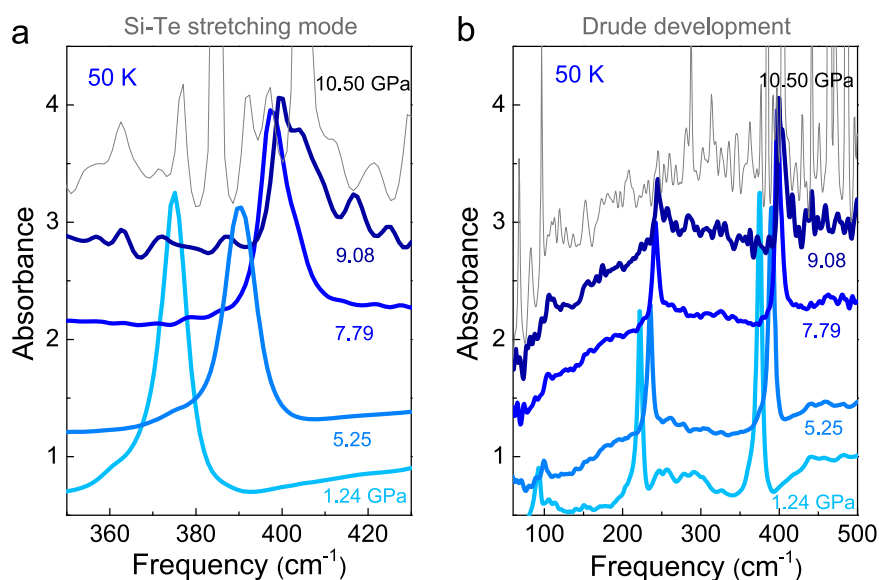 a
Si-Te stretching mode
50 K
10.50 GPa
9.08
7.79
5.25
1.24 GPa
Absorbance
4
3
2
1
360
380
400
420
Frequency (cm⁻¹)
b
Drude development
50 K
10.50 GPa
9.08
7.79
5.25
1.24 GPa
Absorbance
4
3
2
1
100
200
300
400
500
Frequency (cm⁻¹)